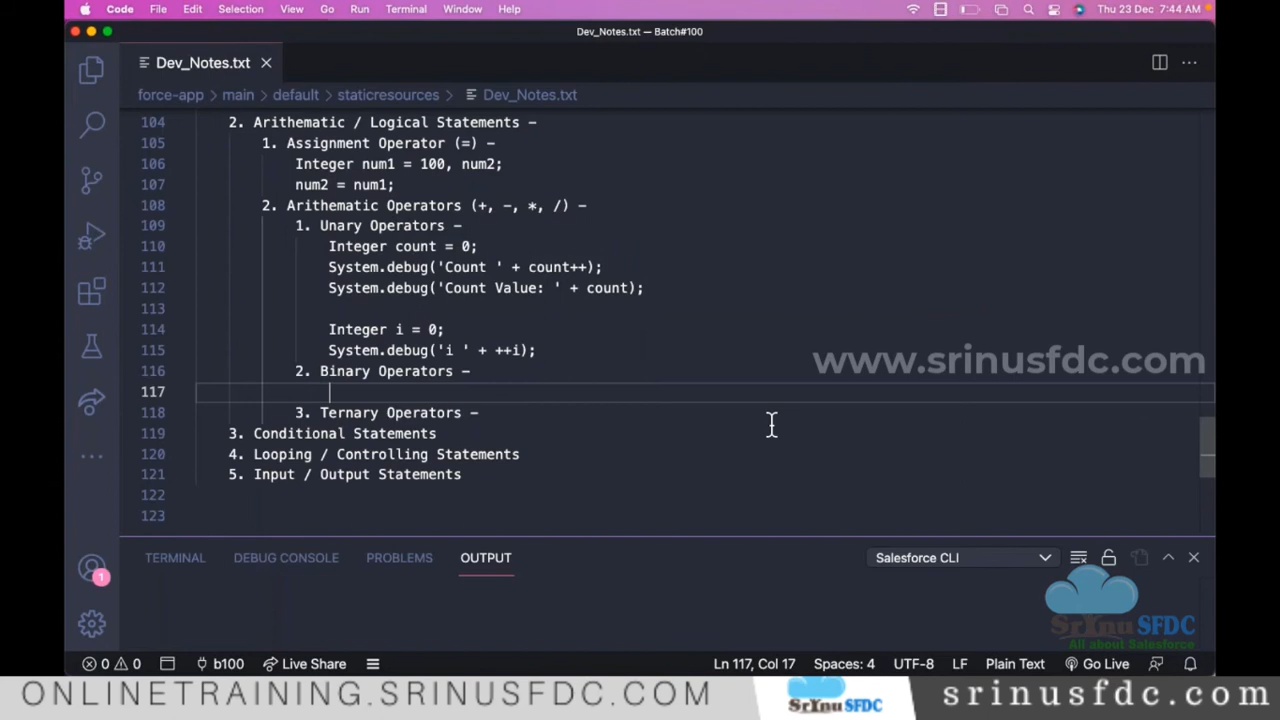 Code File Edit Selection View Go Run Terminal Window Help Thu 23 Dec 7:44 AM
Dev_Notes.txt — Batch#100
Dev_Notes.txt
force-app > main > default > staticresources > Dev_Notes.txt
104 2. Arithematic / Logical Statements -
105 1. Assignment Operator (=) -
106 Integer num1 = 100, num2;
107 num2 = num1;
108 2. Arithematic Operators (+, -, *, /) -
109 1. Unary Operators -
110 Integer count = 0;
111 System.debug('Count ' + count++);
112 System.debug('Count Value: ' + count);
113
114 Integer i = 0;
115 System.debug('i ' + ++i);
116 2. Binary Operators -
www.srinusfdc.com
117
118 3. Ternary Operators -
119 3. Conditional Statements
120 4. Looping / Controlling Statements
121 5. Input / Output Statements
122
123
TERMINAL DEBUG CONSOLE PROBLEMS OUTPUT Salesforce CLI
1
SrInu SFDC
All about Salesforce
0 0 b100 Live Share Ln 117, Col 17 Spaces: 4 UTF-8 LF Plain Text Go Live
ONLINETRAINING.SRINUSFDC.COM SrInu SFDC srinusfdc.com